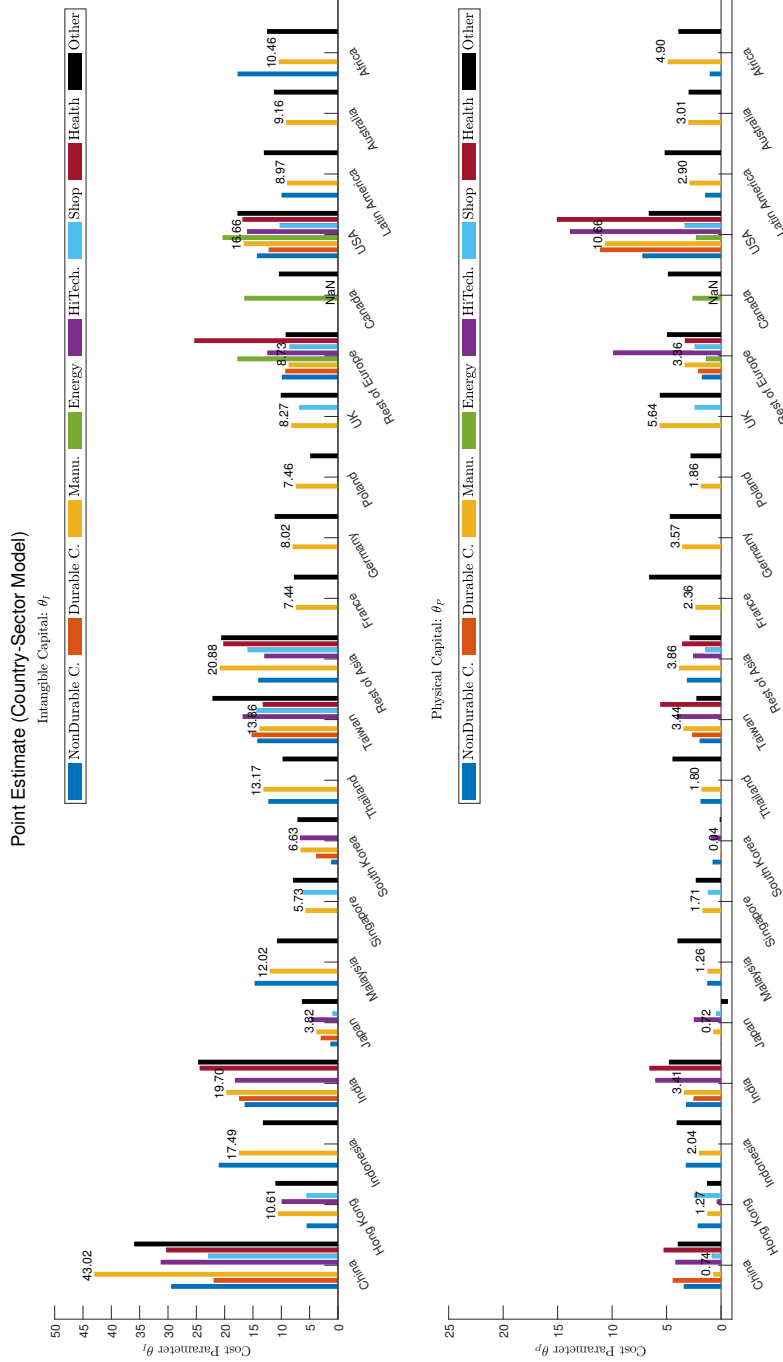 Point Estimate (Country-Sector Model)
Intangible Capital: θ_I
NonDurable C. Durable C. Manu. Energy HiTech. Shop Health Other
Cost Parameter θ_I
50
45
40
35
30
25
20
15
10
5
0
43.02
10.61
17.49
19.70
3.82
12.02
5.73
6.63
13.17
13.86
20.88
7.44
8.02
7.46
8.27
8.73
NaN
16.66
8.97
9.16
10.46
China
Hong Kong
Indonesia
India
Japan
Malaysia
Singapore
South Korea
Thailand
Taiwan
Rest of Asia
France
Germany
Poland
UK
Rest of Europe
Canada
USA
Latin America
Australia
Africa
Physical Capital: θ_P
NonDurable C. Durable C. Manu. Energy HiTech. Shop Health Other
Cost Parameter θ_P
25
20
15
10
5
0
0.74
1.27
2.04
3.41
0.72
1.26
1.71
0.04
1.80
3.44
3.86
2.36
3.57
1.86
5.64
3.36
NaN
10.66
2.90
3.01
4.90
China
Hong Kong
Indonesia
India
Japan
Malaysia
Singapore
South Korea
Thailand
Taiwan
Rest of Asia
France
Germany
Poland
UK
Rest of Europe
Canada
USA
Latin America
Australia
Africa